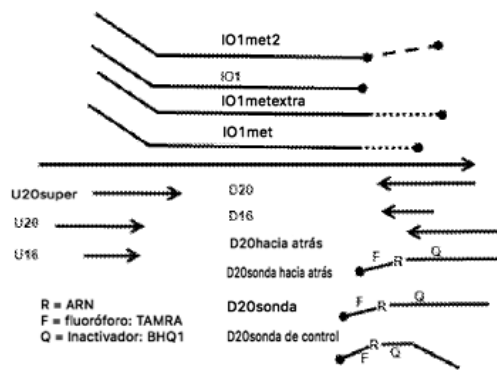 IO1met2
IO1
IO1metextra
IO1met
U20super
D20
U20
D16
U16
D20hacia atrás
F R Q
D20sonda hacia atrás
R = ARN
F = fluoróforo: TAMRA
Q = Inactivador: BHQ1
D20sonda
F R Q
D20sonda de control
R
F Q